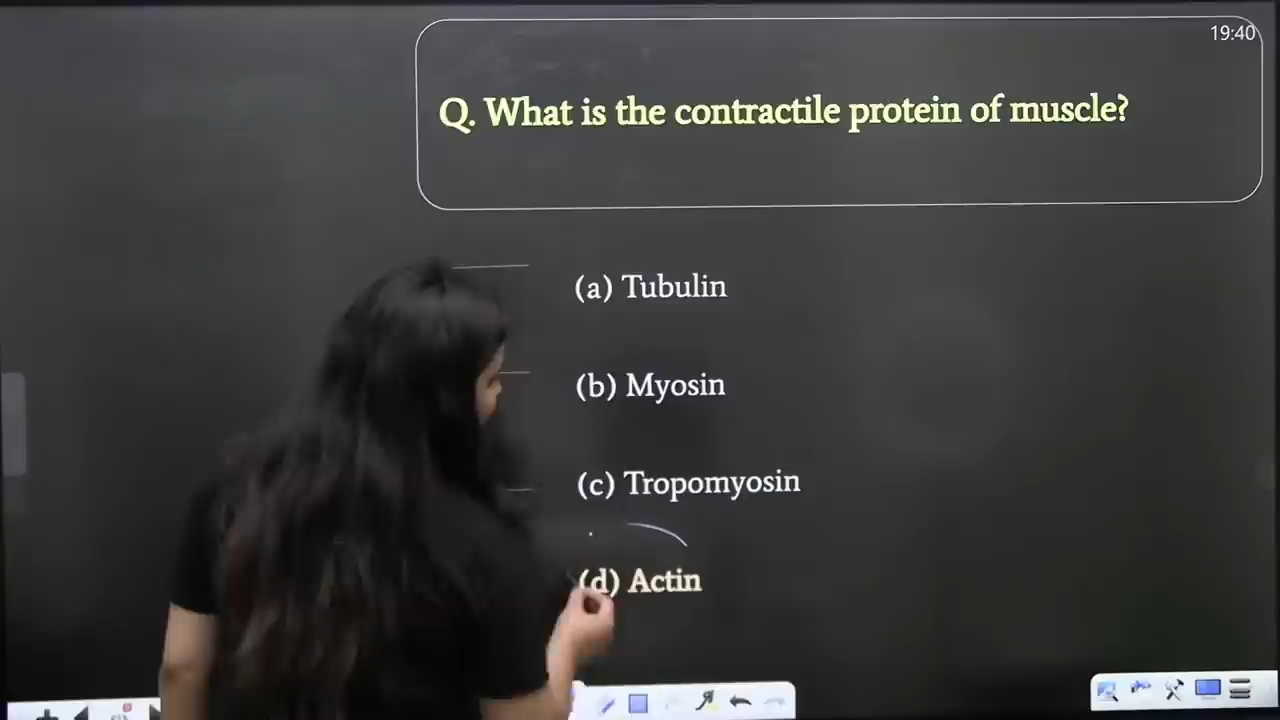 19:40
Q. What is the contractile protein of muscle?
(a) Tubulin
(b) Myosin
(c) Tropomyosin
(d) Actin